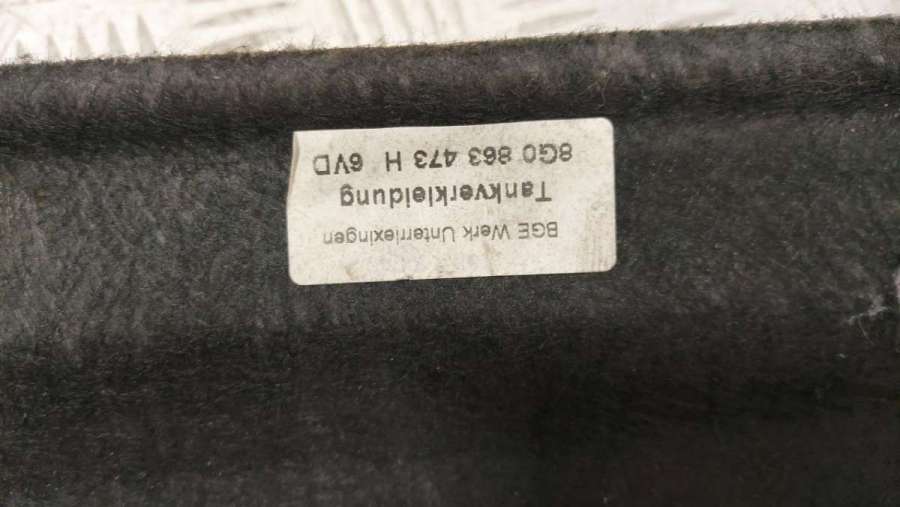 BGE Werk Unterriexingen
Tankverkleidung
8G0 863 473 H 6VD